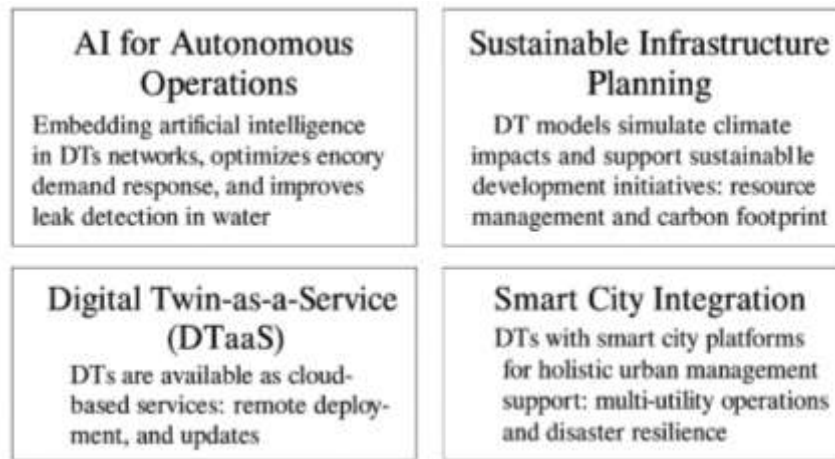 AI for Autonomous
Operations
Embedding artificial intelligence
in DTs networks, optimizes encory
demand response, and improves
leak detection in water
Sustainable Infrastructure
Planning
DT models simulate climate
impacts and support sustainablle
development initiatives: resource
management and carbon footprint
Digital Twin-as-a-Service
(DTaaS)
DTs are available as cloud-
based services: remote deploy-
ment, and updates
Smart City Integration
DTs with smart city platforms
for holistic urban management
support: multi-utility operations
and disaster resilience